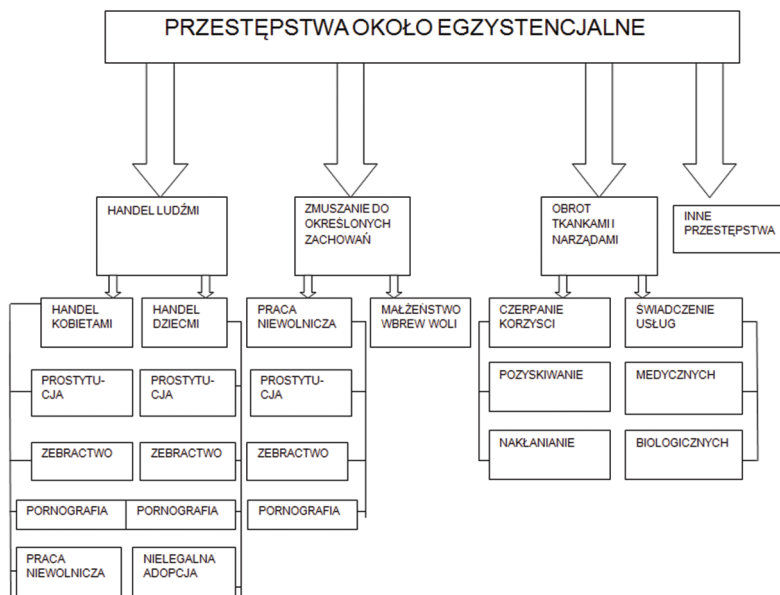 PRZESTĘPSTWA OKOŁO EGZYSTENCJALNE
HANDEL LUDŹMI
ZMUSZANIE DO
OKREŚLONYCH
ZACHOWAŃ
OBROT
TKANKAMI I
NARZĄDAMI
INNE
PRZESTĘPSTWA
HANDEL
KOBIETAMI
HANDEL
DZIECMI
PRACA
NIEWOLNICZA
MAŁŻEŃSTWO
WBREW WOLI
CZERPANIE
KORZYSCI
ŚWIADCZENIE
USŁUG
PROSTYTU-
CJA
PROSTYTU-
CJA
PROSTYTU-
CJA
POZYSKIWANIE
MEDYCZNYCH
ZEBRACTWO
ZEBRACTWO
ZEBRACTWO
NAKŁANIANIE
BIOLOGICZNYCH
PORNOGRAFIA
PORNOGRAFIA
PORNOGRAFIA
PRACA
NIEWOLNICZA
NIELEGALNA
ADOPCJA